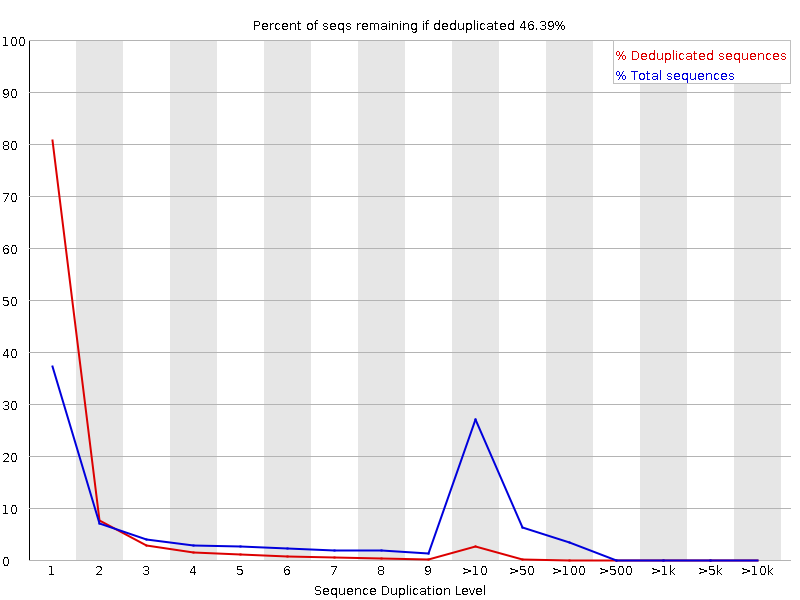 Percent of seqs remaining if deduplicated 46.39%
% Deduplicated sequences
% Total sequences
100
90
80
70
60
50
40
30
20
10
0
1 2 3 4 5 6 7 8 9 >10 >50 >100 >500 >1k >5k >10k
Sequence Duplication Level